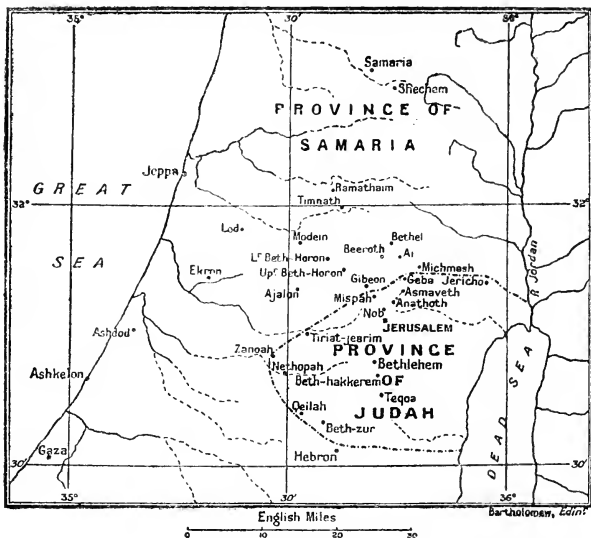 35° 30' 36°
Samaria
Shechem
PROVINCE OF
SAMARIA
Joppa
GREAT
SEA
Ramathaim
32° 32°
Timnath
Lod
Modein
Bethel
Beeroth
Ai
Lr Beth-Horon
Michmash
Upr Beth-Horon
Ekron
Gibeon
Geba
Jericho
R. Jordan
Ajalon
Mispah
Asmaveth
Anathoth
Nob
JERUSALEM
Ashdod
Tiriat-jearim
Zanoah
PROVINCE
Nethopah
Bethlehem
Ashkelon
Beth-hakkerem
OF
Teqoa
Qeilah
JUDAH
Beth-zur
DEAD SEA
Gaza
Hebron
30' 30'
35° 30' 36°
English Miles
Bartholomew, Edinr
0 10 20 30